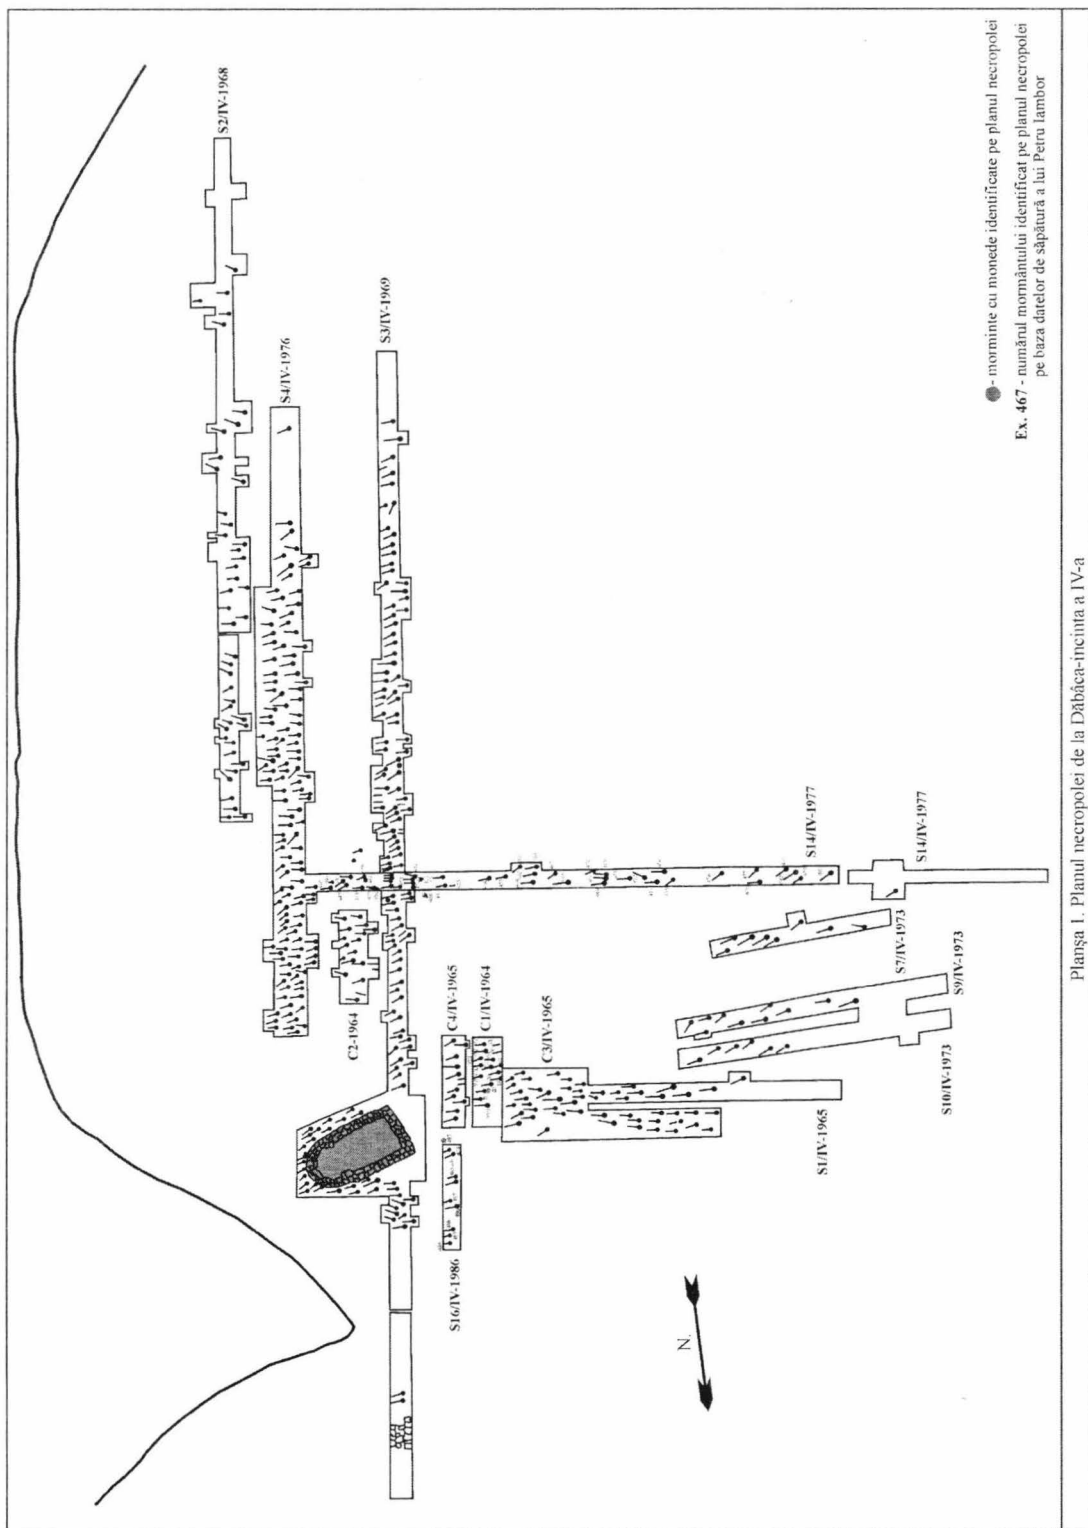 S2/IV-1968
S4/IV-1976
S3/IV-1969
C2-1964
S14/IV-1977
S14/IV-1977
S7/IV-1973
S9/IV-1973
S10/IV-1973
C4/IV-1965
C1/IV-1964
C3/IV-1965
S1/IV-1965
S16/IV-1986
N.
- morminte cu monede identificate pe planul necropolei
Ex. 467 - numărul mormântului identificat pe planul necropolei
pe baza datelor de săpătură a lui Petru Iambor
Planşa 1. Planul necropolei de la Dăbâca-incinta a IV-a